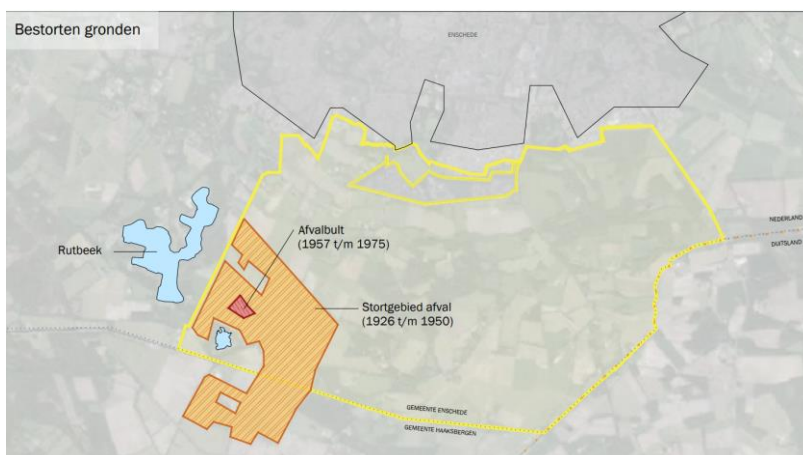 Bestorten gronden
ENSCHEDE
Afvalbult
(1957 t/m 1975)
NEDERLAND
DUITSLAND
Rutbeek
Stortgebied afval
(1926 t/m 1950)
GEMEENTE ENSCHEDE
GEMEENTE HAAKSBERGEN